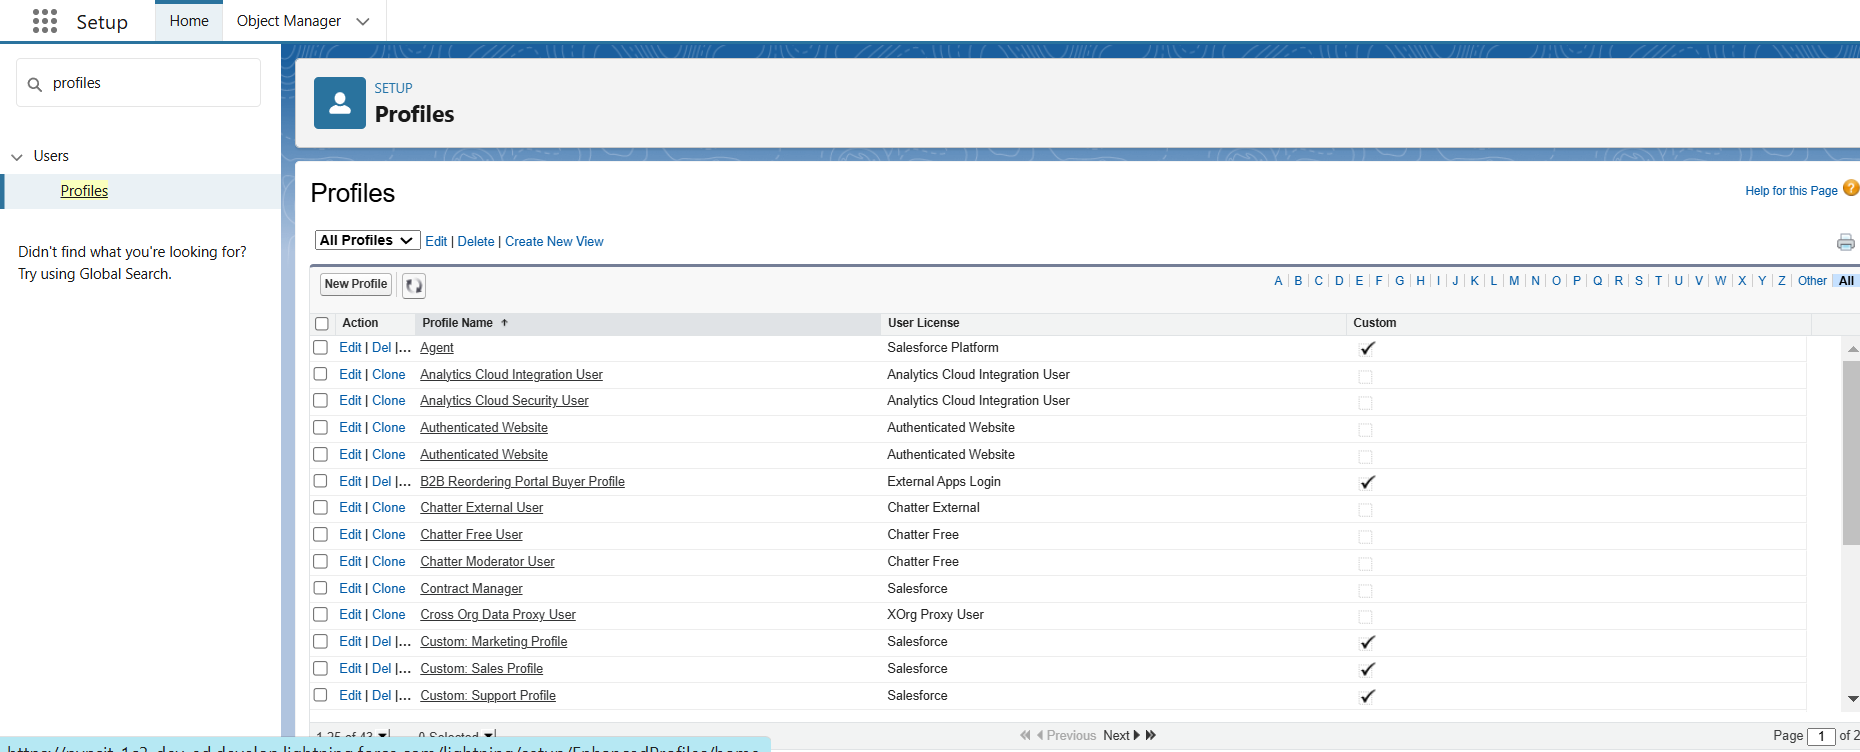 Setup
Home
Object Manager
profiles
Users
Profiles
Didn't find what you're looking for?
Try using Global Search.
SETUP
Profiles
Profiles
Help for this Page ?
All Profiles Edit | Delete | Create New View
New Profile
A | B | C | D | E | F | G | H | I | J | K | L | M | N | O | P | Q | R | S | T | U | V | W | X | Y | Z | Other | All
Action Profile Name User License Custom
Edit | Del |... Agent Salesforce Platform
Edit | Clone Analytics Cloud Integration User Analytics Cloud Integration User
Edit | Clone Analytics Cloud Security User Analytics Cloud Integration User
Edit | Clone Authenticated Website Authenticated Website
Edit | Clone Authenticated Website Authenticated Website
Edit | Del |... B2B Reordering Portal Buyer Profile External Apps Login
Edit | Clone Chatter External User Chatter External
Edit | Clone Chatter Free User Chatter Free
Edit | Clone Chatter Moderator User Chatter Free
Edit | Clone Contract Manager Salesforce
Edit | Clone Cross Org Data Proxy User XOrg Proxy User
Edit | Del |... Custom: Marketing Profile Salesforce
Edit | Del |... Custom: Sales Profile Salesforce
Edit | Del |... Custom: Support Profile Salesforce
1-25 of 43 0 Selected Previous Next Page 1 of 2